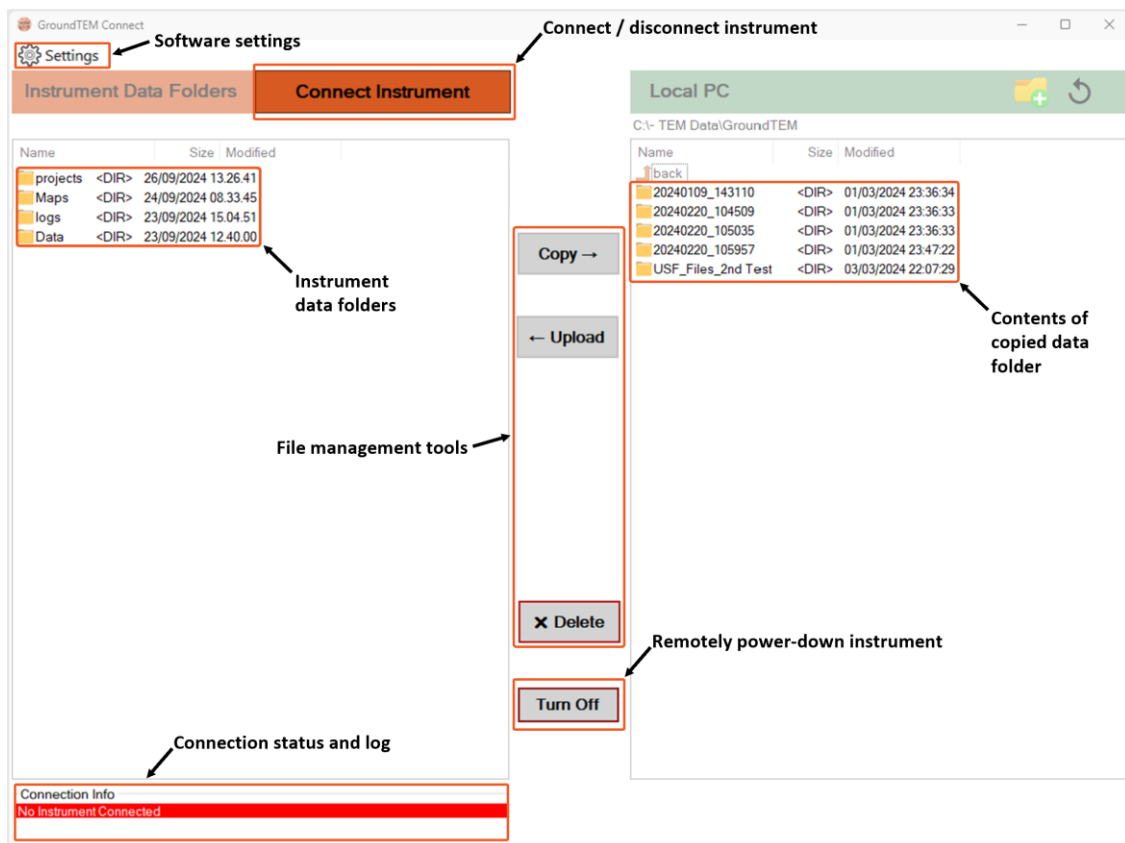 GroundTEM Connect
Software settings
Connect / disconnect instrument
Settings
Instrument Data Folders
Connect Instrument
Local PC
C:\- TEM Data\GroundTEM
Name Size Modified
projects <DIR> 26/09/2024 13.26.41
Maps <DIR> 24/09/2024 08.33.45
logs <DIR> 23/09/2024 15.04.51
Data <DIR> 23/09/2024 12.40.00
Instrument
data folders
Copy →
← Upload
File management tools
✕ Delete
Remotely power-down instrument
Turn Off
Name Size Modified
back
20240109_143110 <DIR> 01/03/2024 23:36:34
20240220_104509 <DIR> 01/03/2024 23:36:33
20240220_105035 <DIR> 01/03/2024 23:36:33
20240220_105957 <DIR> 01/03/2024 23:47:22
USF_Files_2nd Test <DIR> 03/03/2024 22:07:29
Contents of
copied data
folder
Connection status and log
Connection Info
No Instrument Connected